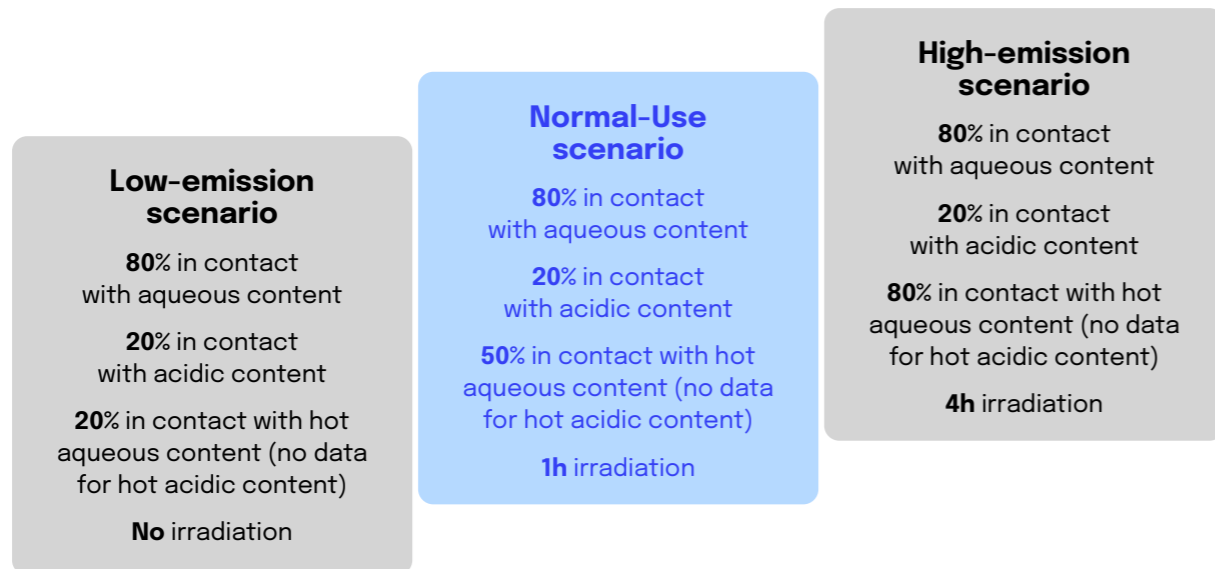 Low-emission
scenario
80% in contact
with aqueous content
20% in contact
with acidic content
20% in contact with hot
aqueous content (no data
for hot acidic content)
No irradiation
Normal-Use
scenario
80% in contact
with aqueous content
20% in contact
with acidic content
50% in contact with hot
aqueous content (no data
for hot acidic content)
1h irradiation
High-emission
scenario
80% in contact
with aqueous content
20% in contact
with acidic content
80% in contact with hot
aqueous content (no data
for hot acidic content)
4h irradiation